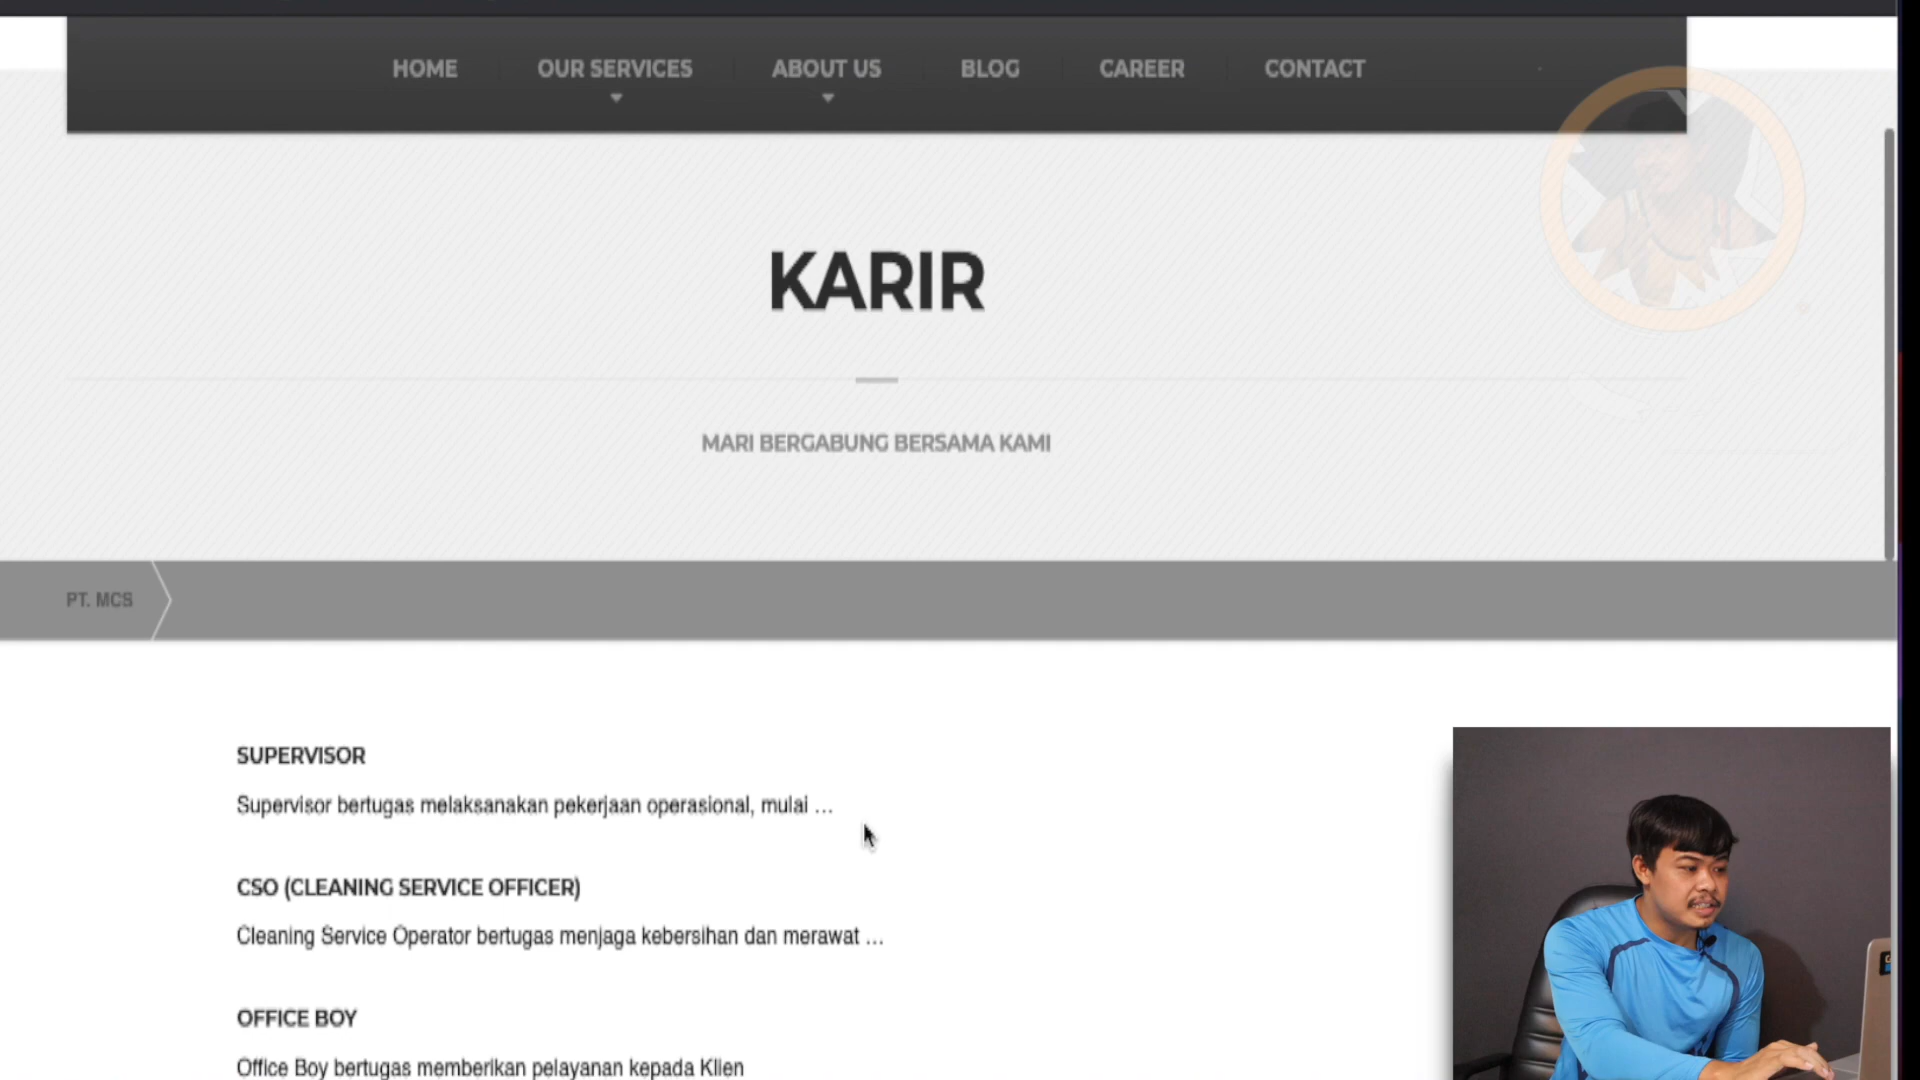 HOME OUR SERVICES ABOUT US BLOG CAREER CONTACT
KARIR
MARI BERGABUNG BERSAMA KAMI
PT. MCS
SUPERVISOR
Supervisor bertugas melaksanakan pekerjaan operasional, mulai ...
CSO (CLEANING SERVICE OFFICER)
Cleaning Service Operator bertugas menjaga kebersihan dan merawat ...
OFFICE BOY
Office Boy bertugas memberikan pelayanan kepada Klien